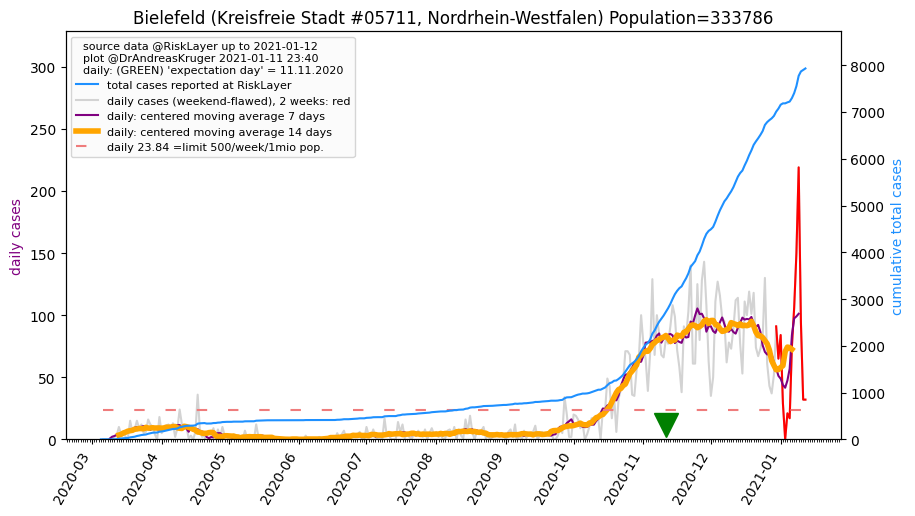 Bielefeld (Kreisfreie Stadt #05711, Nordrhein-Westfalen) Population=333786
source data @RiskLayer up to 2021-01-12
plot @DrAndreasKruger 2021-01-11 23:40
daily: (GREEN) 'expectation day' = 11.11.2020
total cases reported at RiskLayer
daily cases (weekend-flawed), 2 weeks: red
daily: centered moving average 7 days
daily: centered moving average 14 days
daily 23.84 =limit 500/week/1mio pop.
daily cases
300
250
200
150
100
50
0
8000
7000
6000
5000
4000
3000
2000
1000
0
cumulative total cases
2020-03
2020-04
2020-05
2020-06
2020-07
2020-08
2020-09
2020-10
2020-11
2020-12
2021-01